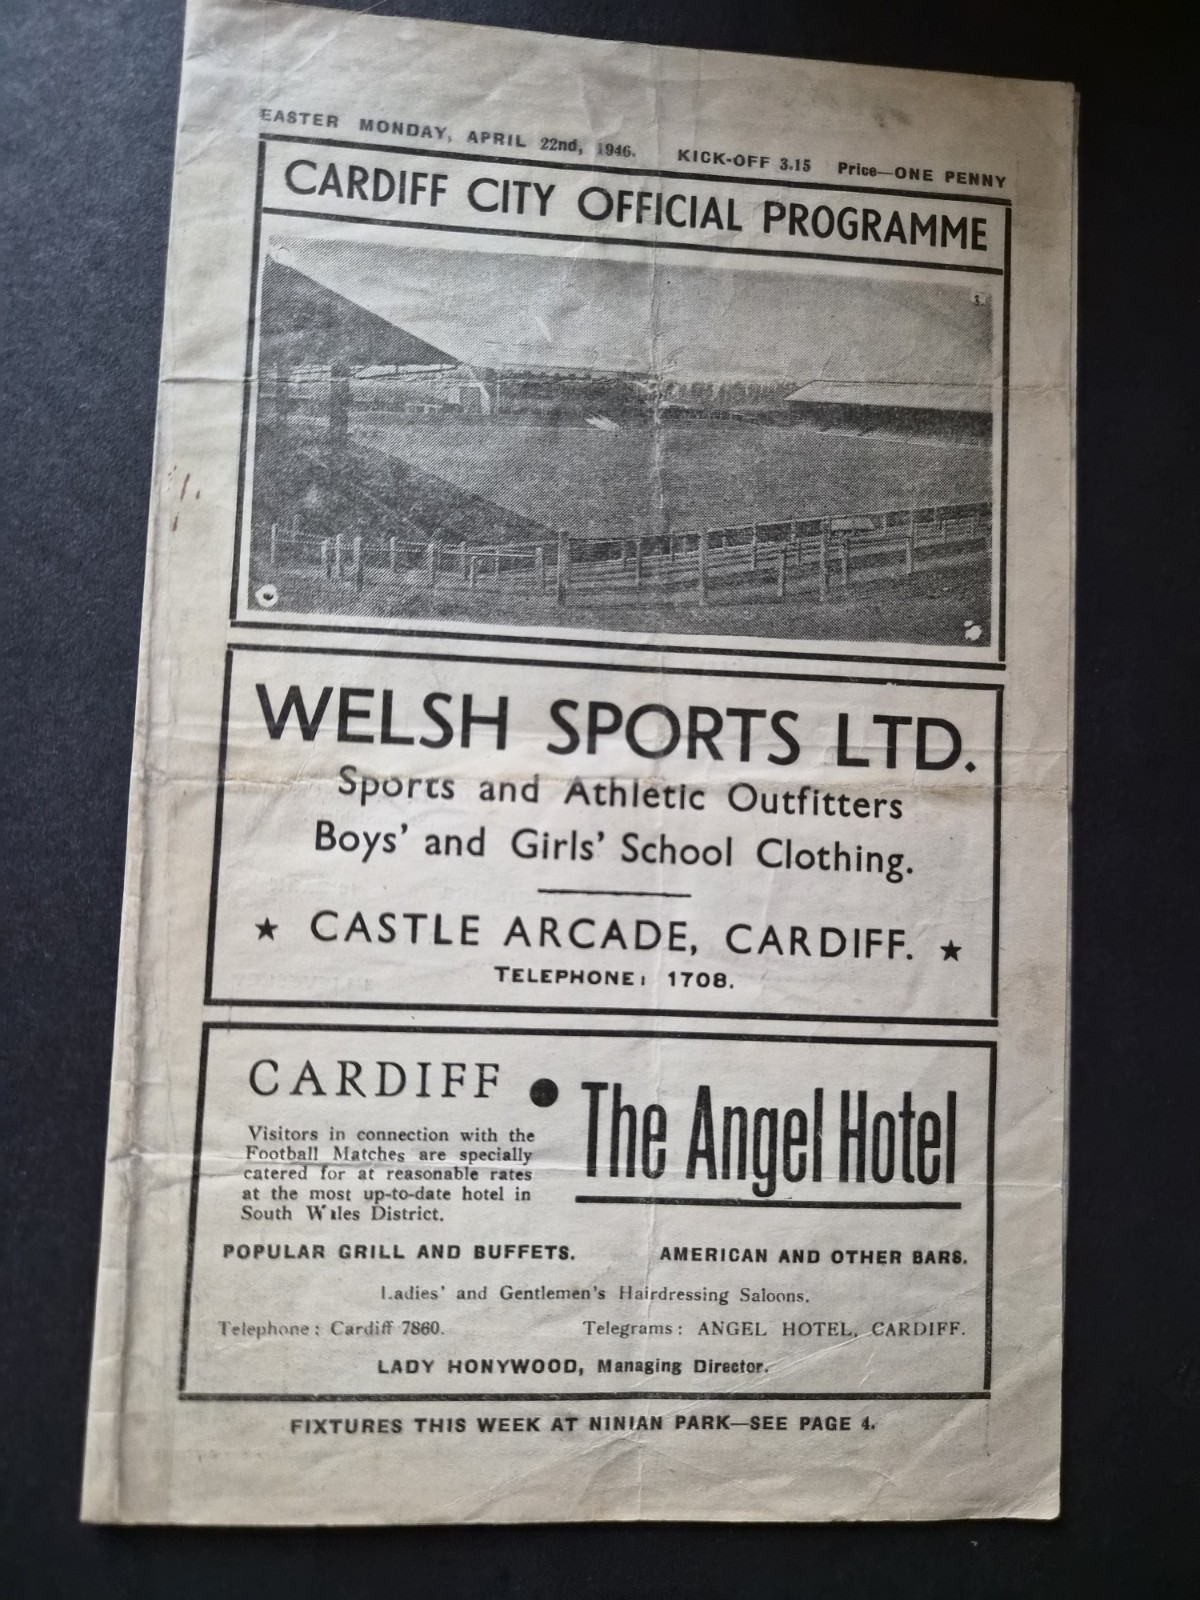 EASTER MONDAY, APRIL 22nd, 1946. KICK-OFF 3.15 Price—ONE PENNY
CARDIFF CITY OFFICIAL PROGRAMME
WELSH SPORTS LTD.
Sports and Athletic Outfitters
Boys' and Girls' School Clothing.
★ CASTLE ARCADE, CARDIFF. ★
TELEPHONE: 1708.
CARDIFF ● The Angel Hotel
Visitors in connection with the
Football Matches are specially
catered for at reasonable rates
at the most up-to-date hotel in
South Wales District.
POPULAR GRILL AND BUFFETS. AMERICAN AND OTHER BARS.
Ladies' and Gentlemen's Hairdressing Saloons.
Telephone: Cardiff 7860. Telegrams: ANGEL HOTEL, CARDIFF.
LADY HONYWOOD, Managing Director.
FIXTURES THIS WEEK AT NINIAN PARK—SEE PAGE 4.